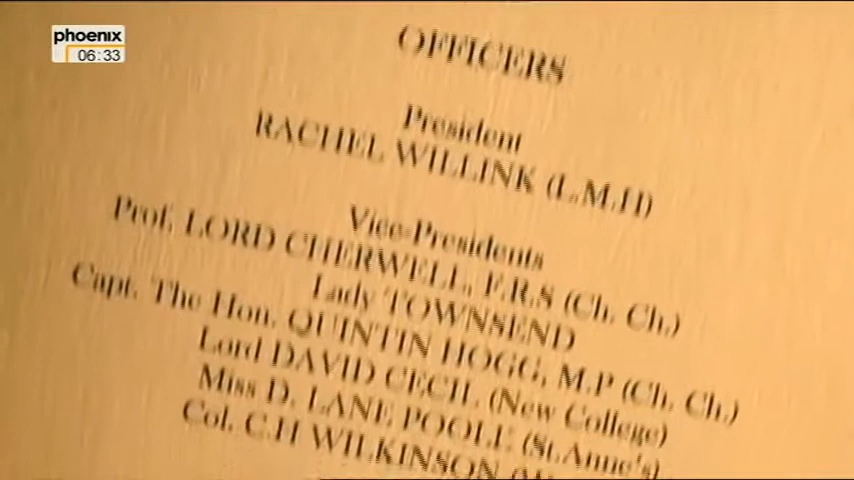 phoenix
06:33
OFFICERS
President
RACHEL WILLINK (L.M.H)
Vice-Presidents
Prof. LORD CHERWELL, F.R.S (Ch. Ch.)
Lady TOWNSEND
Capt. The Hon. QUINTIN HOGG, M.P (Ch. Ch.)
Lord DAVID CECIL (New College)
Miss D. LANE POOLE (St.Anne's)
Col. C.H WILKINSON